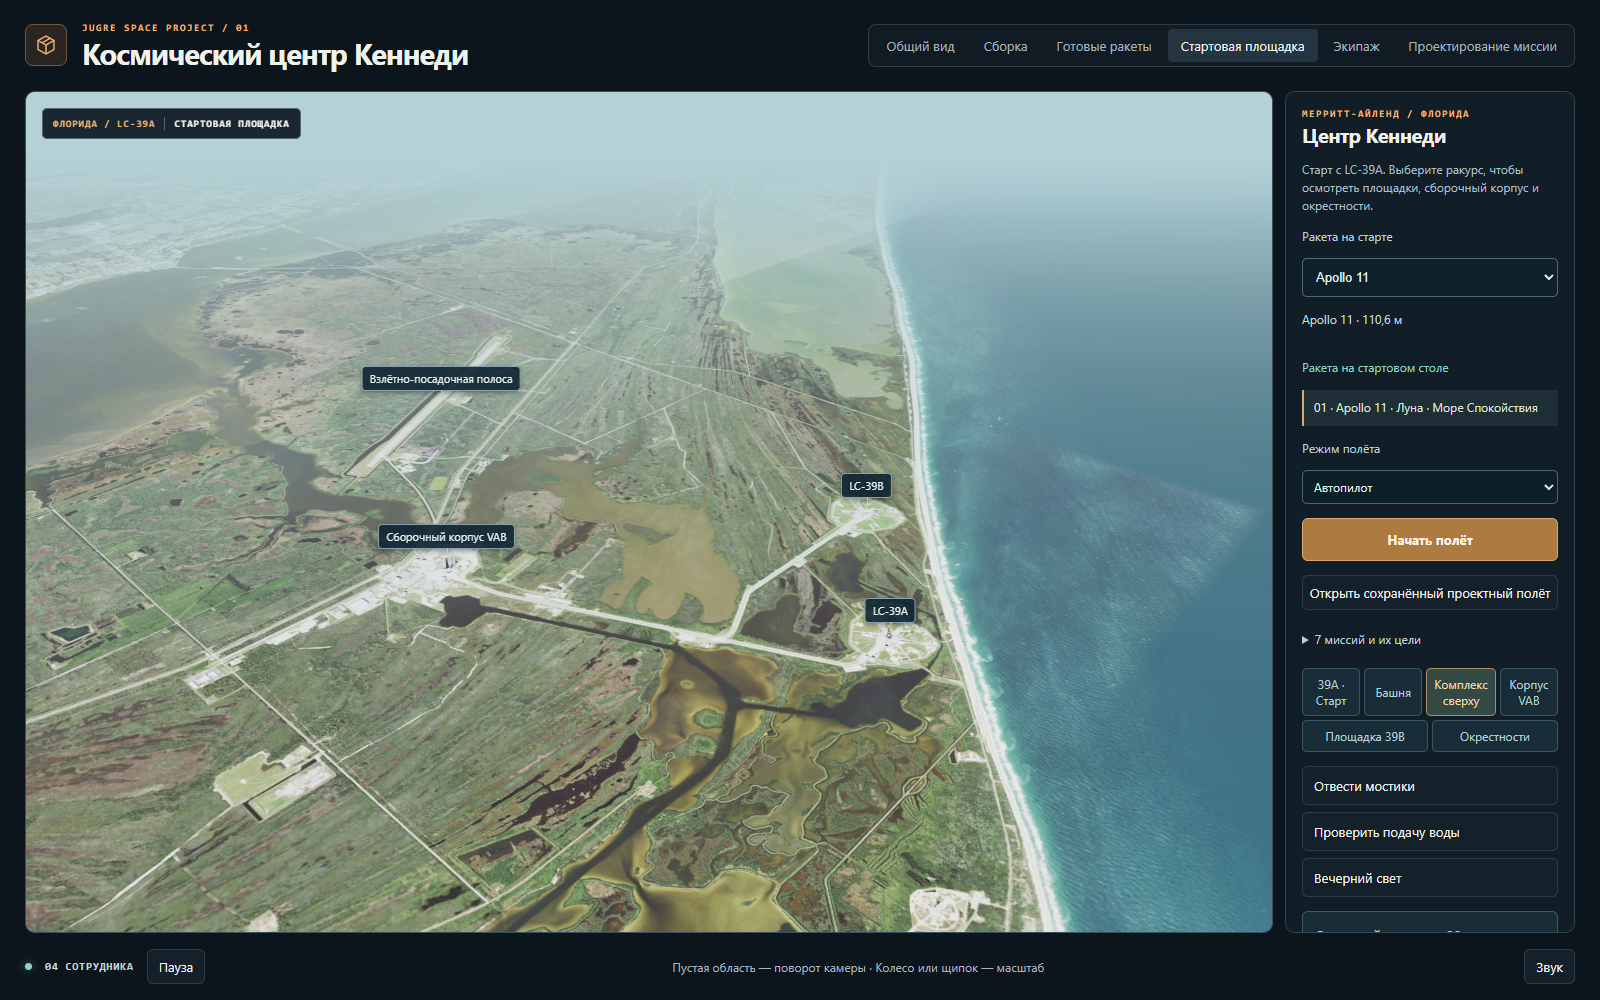 JUGRE SPACE PROJECT / 01
Космический центр Кеннеди
Общий вид
Сборка
Готовые ракеты
Стартовая площадка
Экипаж
Проектирование миссии
ФЛОРИДА / LC-39A
СТАРТОВАЯ ПЛОЩАДКА
Взлётно-посадочная полоса
LC-39B
Сборочный корпус VAB
LC-39A
МЕРРИТТ-АЙЛЕНД / ФЛОРИДА
Центр Кеннеди
Старт с LC-39A. Выберите ракурс, чтобы
осмотреть площадки, сборочный корпус и
окрестности.
Ракета на старте
Apollo 11
Apollo 11 · 110,6 м
Ракета на стартовом столе
01 · Apollo 11 · Луна · Море Спокойствия
Режим полёта
Автопилот
Начать полёт
Открыть сохранённый проектный полёт
7 миссий и их цели
39A ·
Старт
Башня
Комплекс
сверху
Корпус
VAB
Площадка 39B
Окрестности
Отвести мостики
Проверить подачу воды
Вечерний свет
04 СОТРУДНИКА
Пауза
Пустая область — поворот камеры · Колесо или щипок — масштаб
Звук